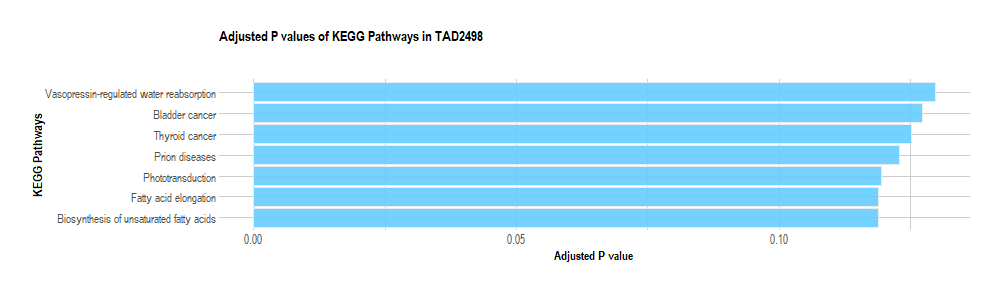 Adjusted P values of KEGG Pathways in TAD2498
KEGG Pathways
Vasopressin-regulated water reabsorption
Bladder cancer
Thyroid cancer
Prion diseases
Phototransduction
Fatty acid elongation
Biosynthesis of unsaturated fatty acids
0.00 0.05 0.10
Adjusted P value